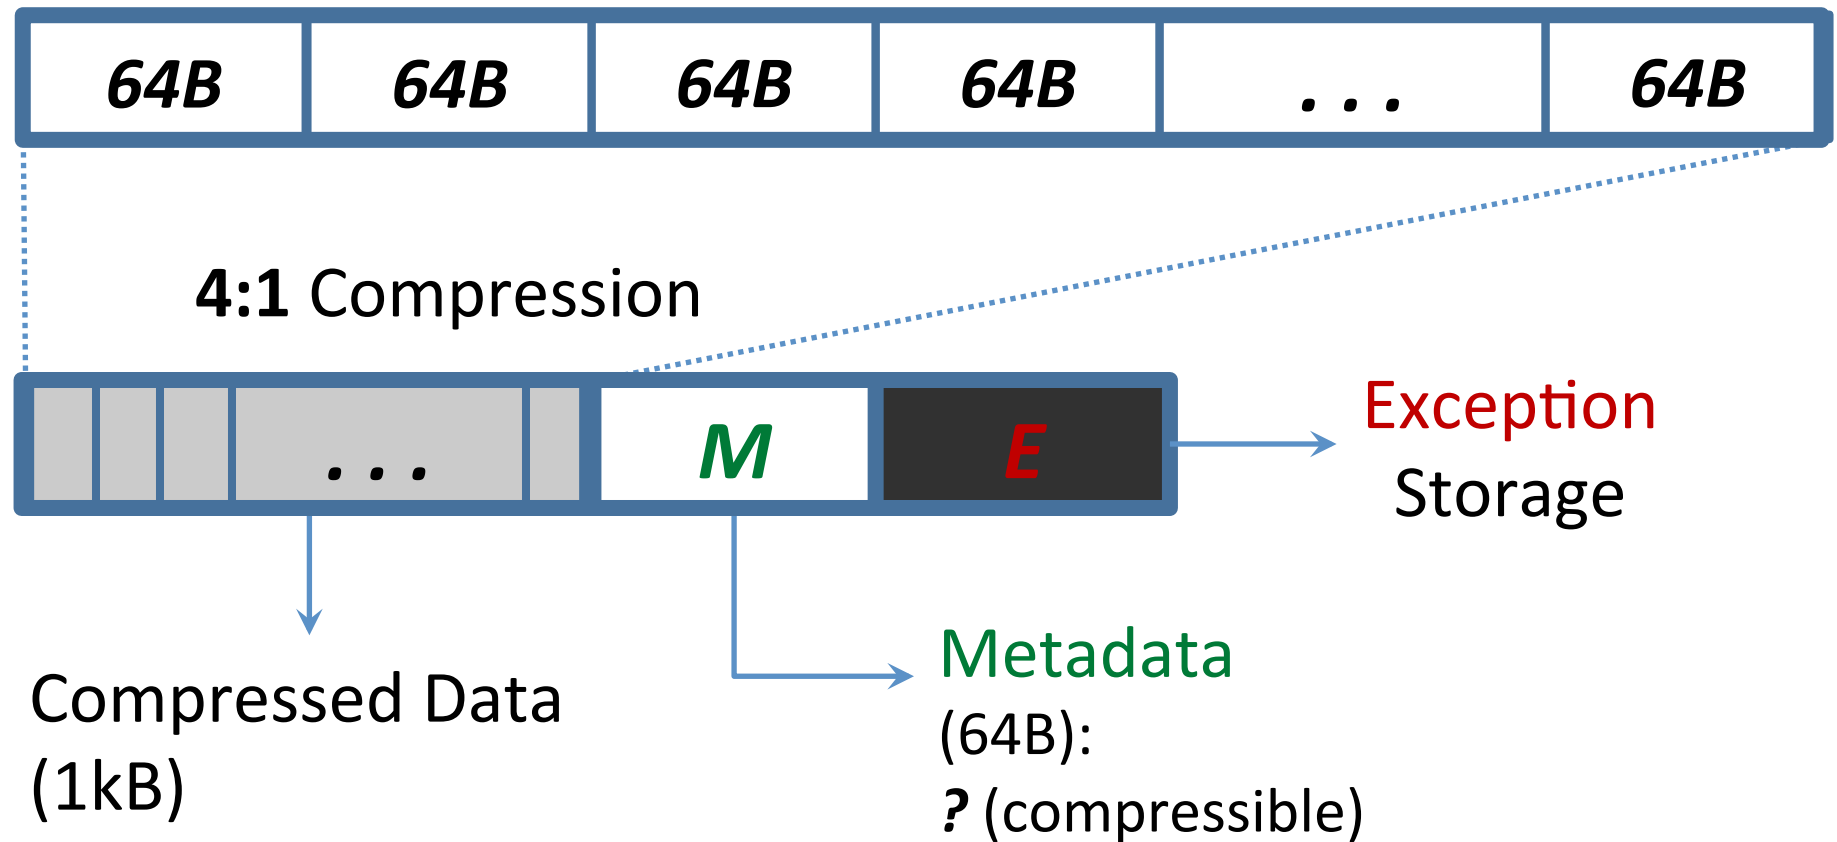 64B 64B 64B 64B . . . 64B
4:1 Compression
. . . M E
Exception
Storage
Compressed Data
(1kB)
Metadata
(64B):
? (compressible)